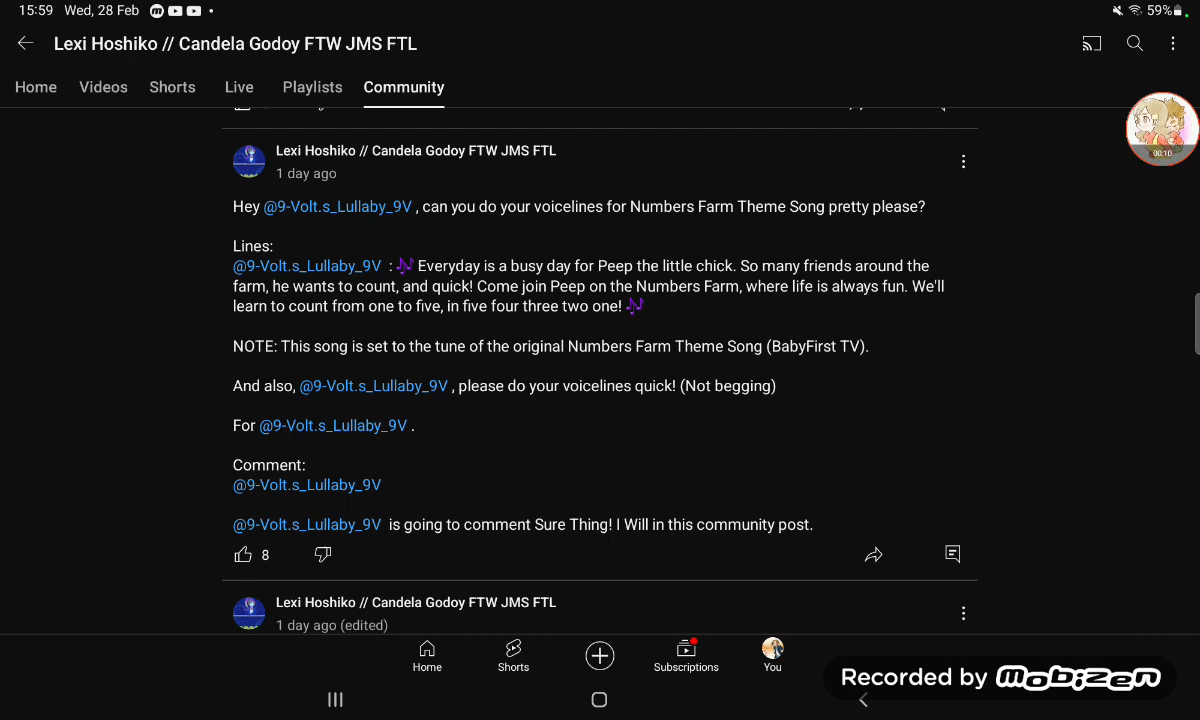 15:59 Wed, 28 Feb
59%
Lexi Hoshiko // Candela Godoy FTW JMS FTL
Home Videos Shorts Live Playlists Community
Lexi Hoshiko // Candela Godoy FTW JMS FTL
1 day ago
00:10
Hey @9-Volt.s_Lullaby_9V , can you do your voicelines for Numbers Farm Theme Song pretty please?
Lines:
@9-Volt.s_Lullaby_9V : 🎶 Everyday is a busy day for Peep the little chick. So many friends around the
farm, he wants to count, and quick! Come join Peep on the Numbers Farm, where life is always fun. We'll
learn to count from one to five, in five four three two one! 🎶
NOTE: This song is set to the tune of the original Numbers Farm Theme Song (BabyFirst TV).
And also, @9-Volt.s_Lullaby_9V , please do your voicelines quick! (Not begging)
For @9-Volt.s_Lullaby_9V .
Comment:
@9-Volt.s_Lullaby_9V
@9-Volt.s_Lullaby_9V is going to comment Sure Thing! I Will in this community post.
8
Lexi Hoshiko // Candela Godoy FTW JMS FTL
1 day ago (edited)
Home Shorts Subscriptions You
Recorded by Mobizen